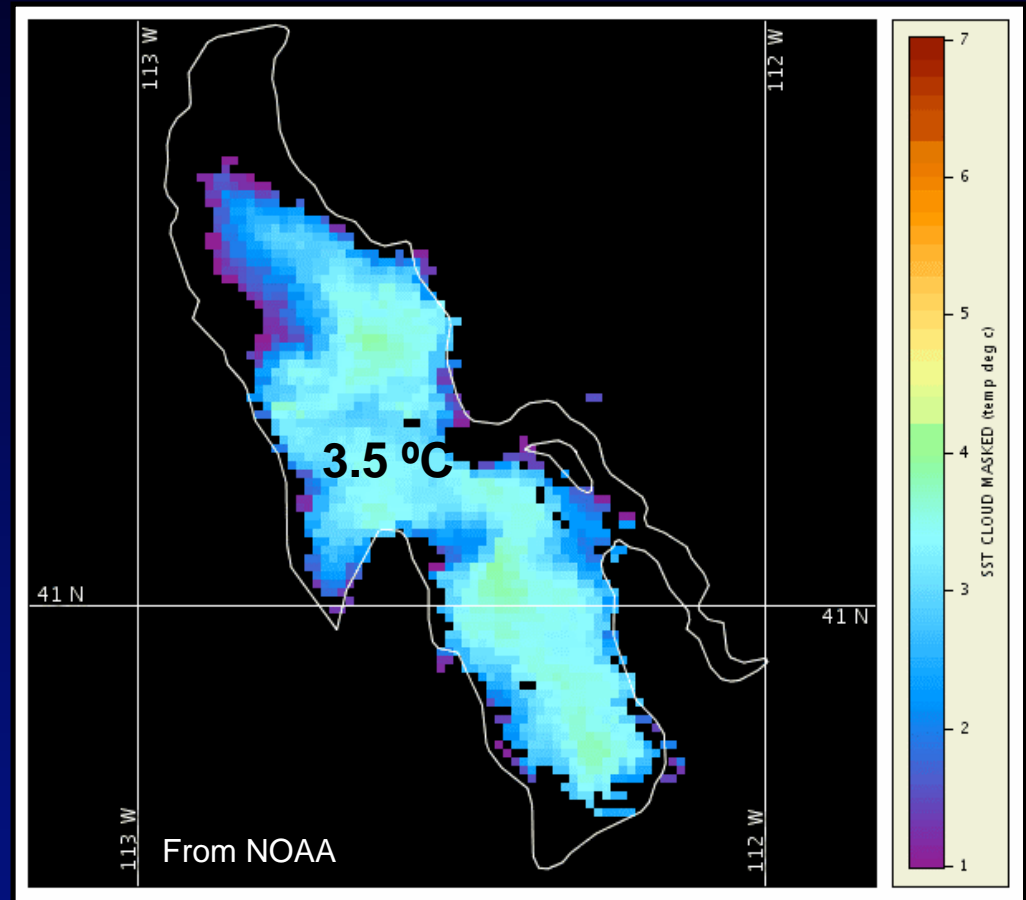 113 W
112 W
7
6
5
4
3
2
1
SST CLOUD MASKED (temp deg c)
3.5 ºC
41 N
41 N
113 W
112 W
From NOAA